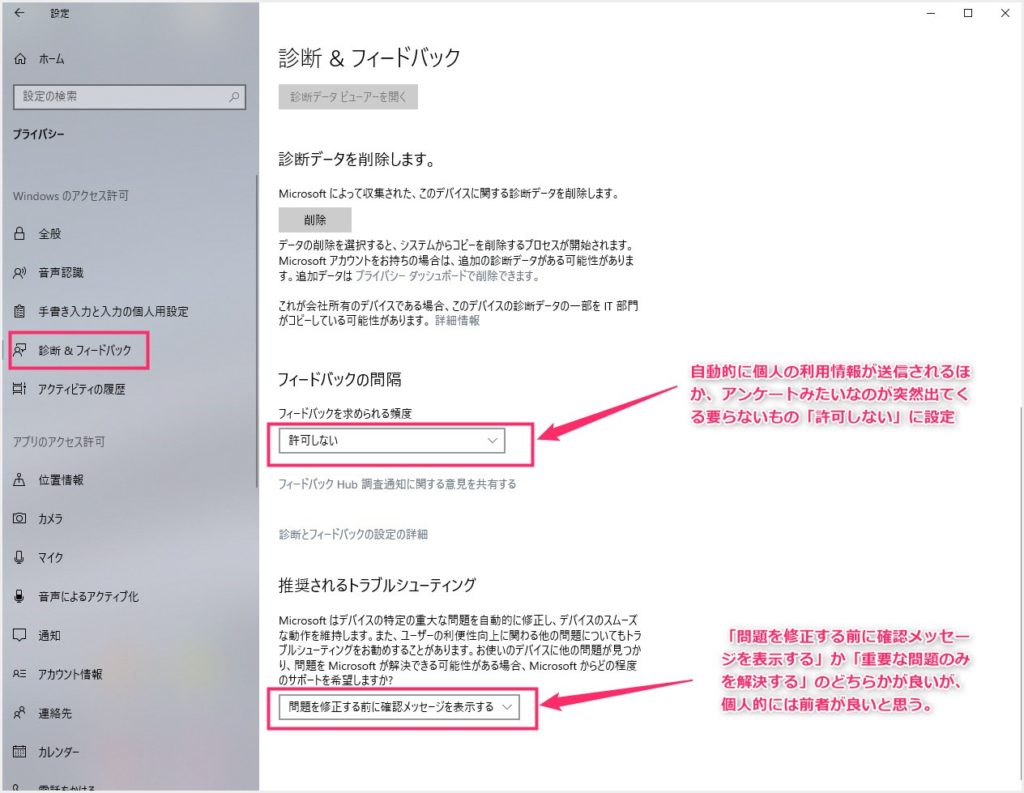 設定
ホーム
設定の検索
プライバシー
Windows のアクセス許可
全般
音声認識
手書き入力と入力の個人用設定
診断 & フィードバック
アクティビティの履歴
アプリのアクセス許可
位置情報
カメラ
マイク
音声によるアクティブ化
通知
アカウント情報
連絡先
カレンダー
電話をかける
診断 & フィードバック
診断データ ビューアーを開く
診断データを削除します。
Microsoft によって収集された、このデバイスに関する診断データを削除します。
削除
データの削除を選択すると、システムからコピーを削除するプロセスが開始されます。
Microsoft アカウントをお持ちの場合は、追加の診断データがある可能性がありま
す。追加データは プライバシー ダッシュボードで削除できます。
これが会社所有のデバイスである場合、このデバイスの診断データの一部を IT 部門
がコピーしている可能性があります。 詳細情報
フィードバックの間隔
フィードバックを求められる頻度
許可しない
自動的に個人の利用情報が送信されるほ
か、アンケートみたいなのが突然出てく
る要らないもの「許可しない」に設定
フィードバック Hub 調査通知に関する意見を共有する
診断とフィードバックの設定の詳細
推奨されるトラブルシューティング
Microsoft はデバイスの特定の重大な問題を自動的に修正し、デバイスのスムーズ
な動作を維持します。また、ユーザーの利便性向上に関わる他の問題についてもトラ
ブルシューティングをお勧めすることがあります。お使いのデバイスに他の問題が見つか
り、問題を Microsoft が解決できる可能性がある場合、Microsoft からどの程度
のサポートを希望しますか?
問題を修正する前に確認メッセージを表示する
「問題を修正する前に確認メッセー
ジを表示する」か「重要な問題のみ
を解決する」のどちらかが良いが、
個人的には前者が良いと思う。